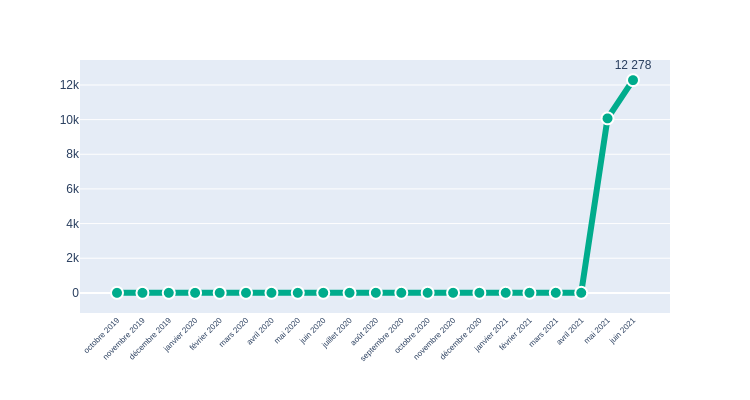 12 278
12k
10k
8k
6k
4k
2k
0
octobre 2019
novembre 2019
décembre 2019
janvier 2020
février 2020
mars 2020
avril 2020
mai 2020
juin 2020
juillet 2020
août 2020
septembre 2020
octobre 2020
novembre 2020
décembre 2020
janvier 2021
février 2021
mars 2021
avril 2021
mai 2021
juin 2021